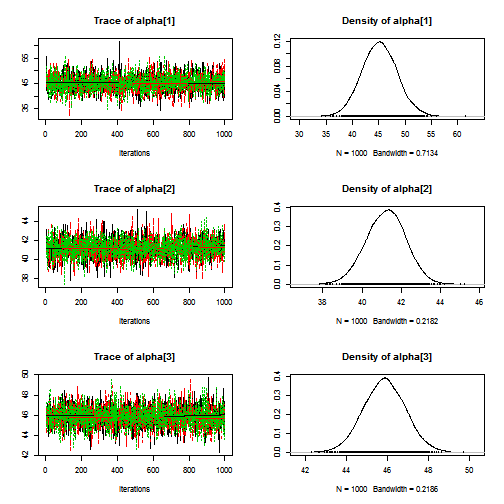 Trace of alpha[1]
55
45
35
0 200 400 600 800 1000
Iterations
Density of alpha[1]
0.12
0.08
0.04
0.00
30 35 40 45 50 55 60
N = 1000 Bandwidth = 0.7134
Trace of alpha[2]
44
42
40
38
0 200 400 600 800 1000
Iterations
Density of alpha[2]
0.4
0.3
0.2
0.1
0.0
38 40 42 44 46
N = 1000 Bandwidth = 0.2182
Trace of alpha[3]
50
48
46
44
42
0 200 400 600 800 1000
Iterations
Density of alpha[3]
0.4
0.3
0.2
0.1
0.0
42 44 46 48 50
N = 1000 Bandwidth = 0.2186